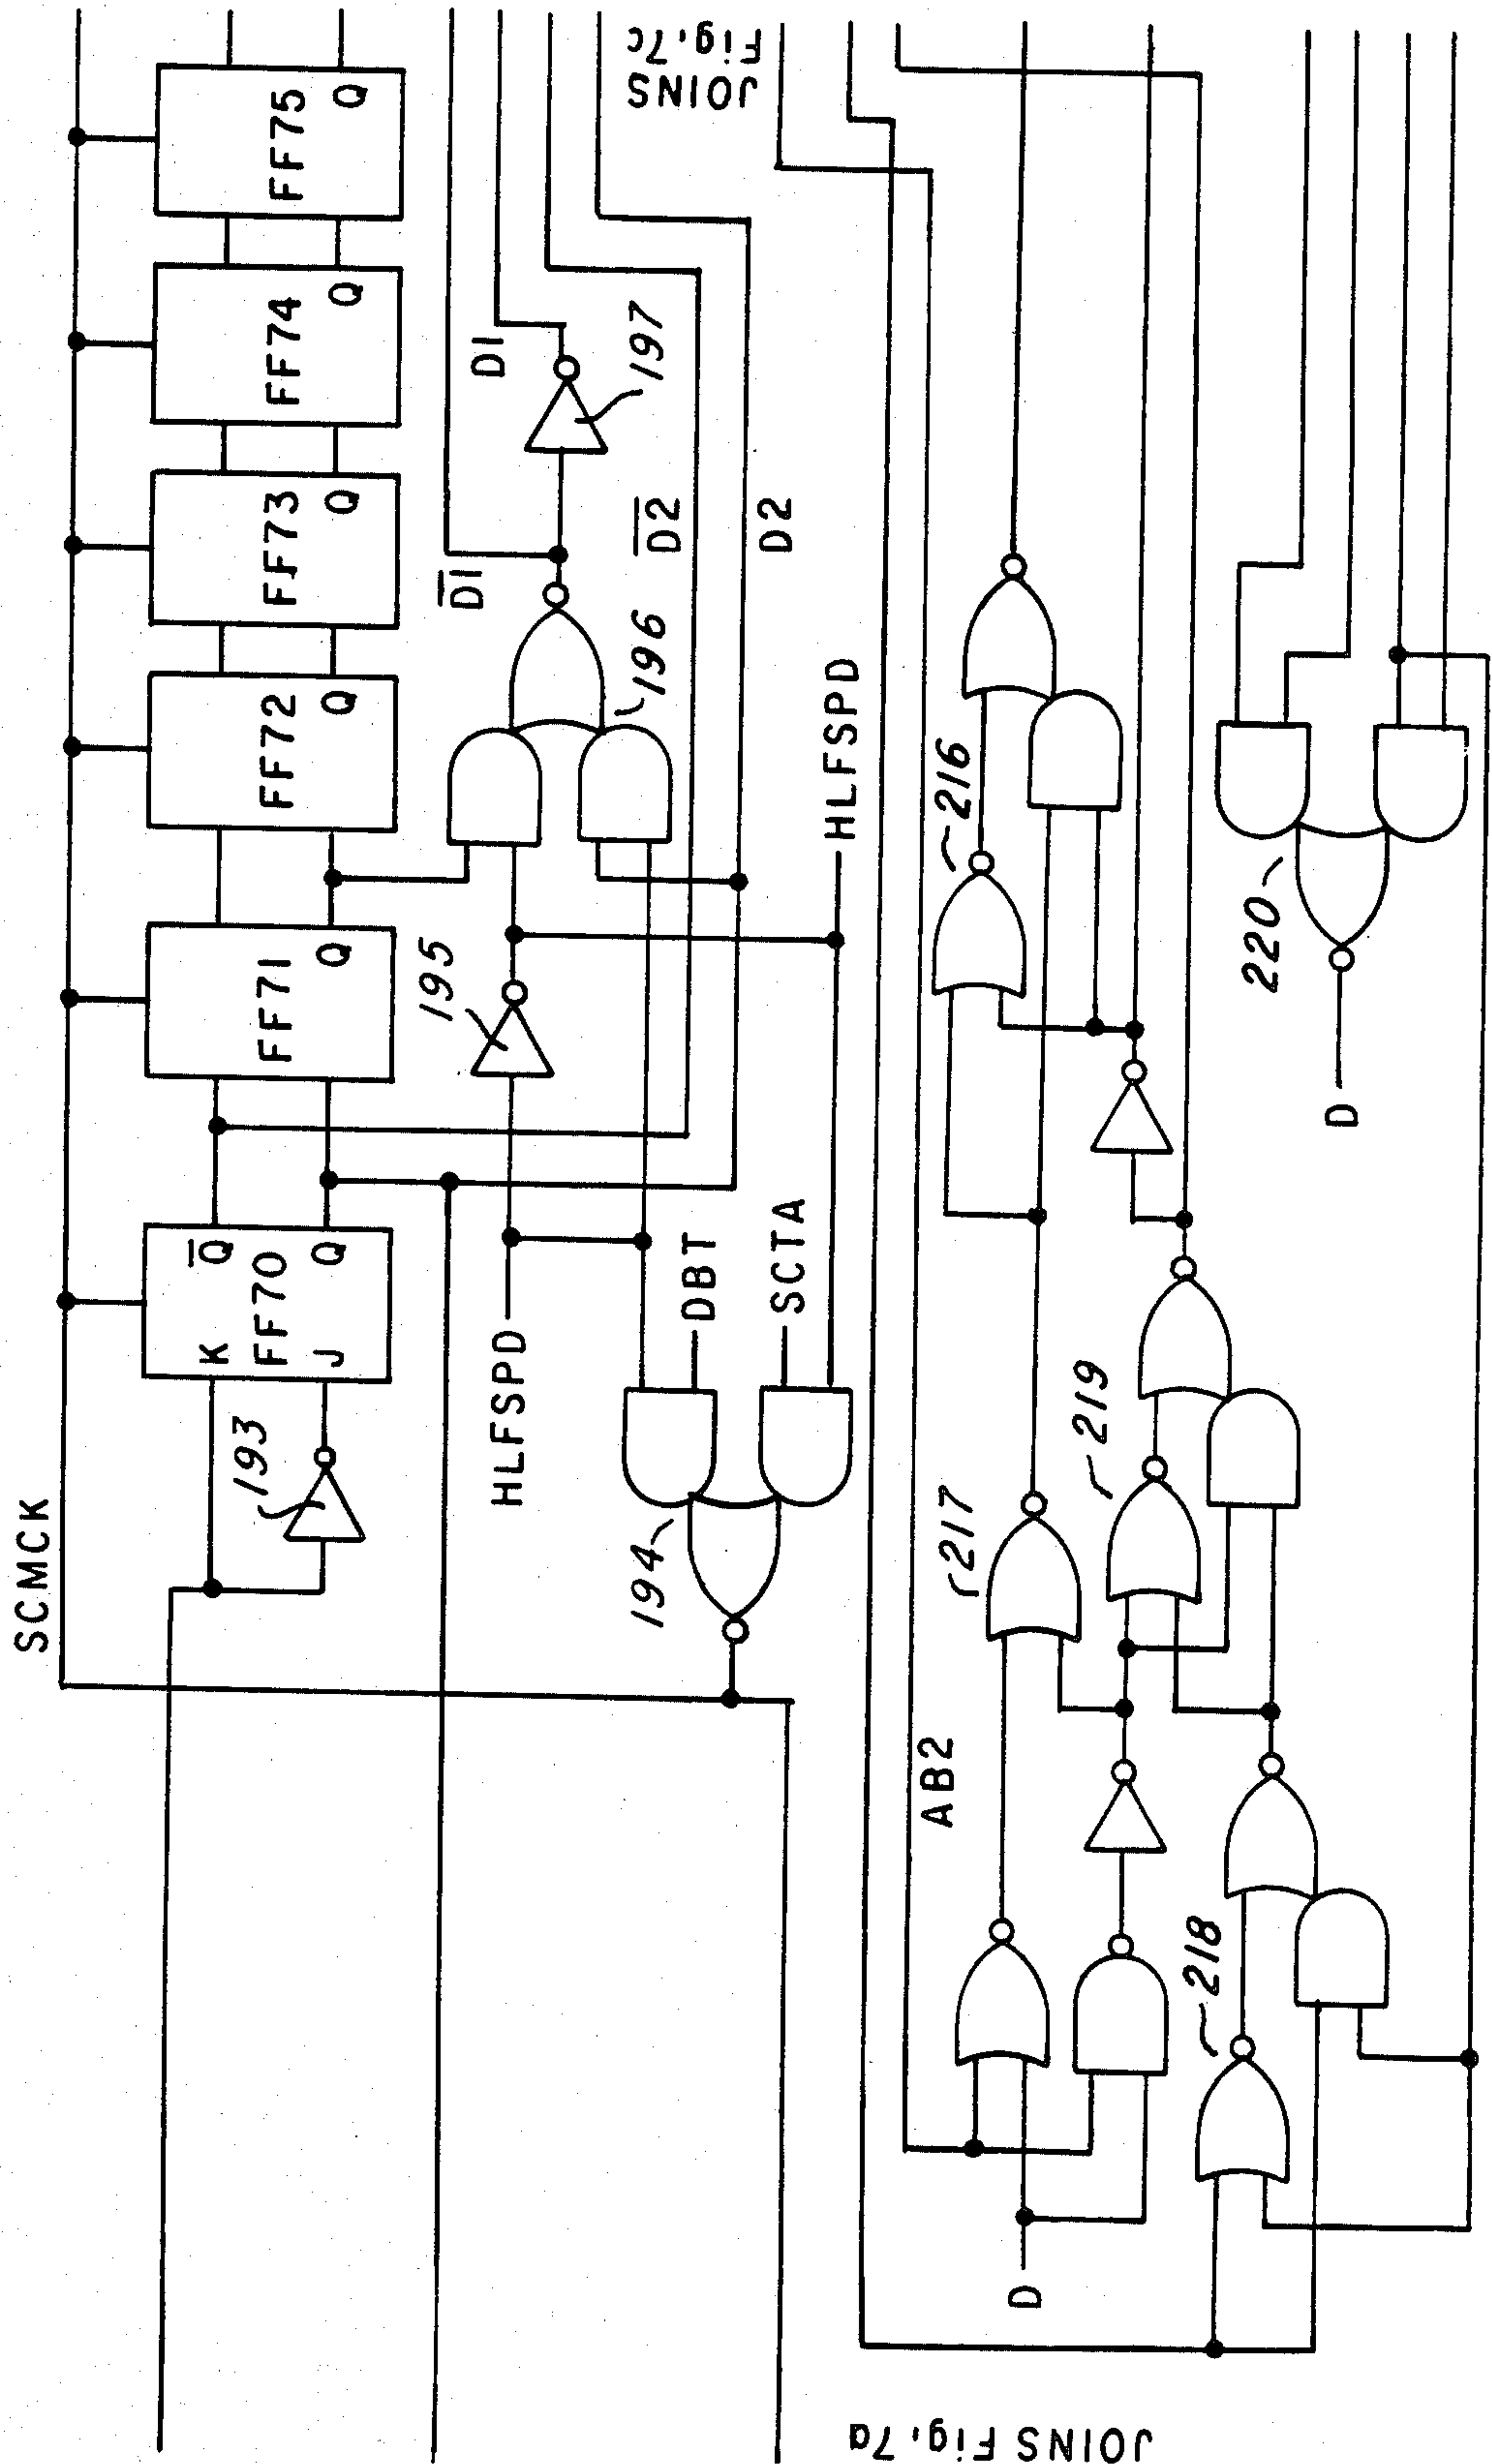 SCMCK
193
K
J
FF70
Q̅
Q
FF71
Q
FF72
Q
FF73
Q
FF74
Q
FF75
Q
HLFSPD
195
196
D̅1̅
D1
197
D̅2̅
D2
194
DBT
SCTA
HLFSPD
JOINS
Fig. 7c
AB2
D
217
216
218
219
220
D
JOINS Fig. 7a